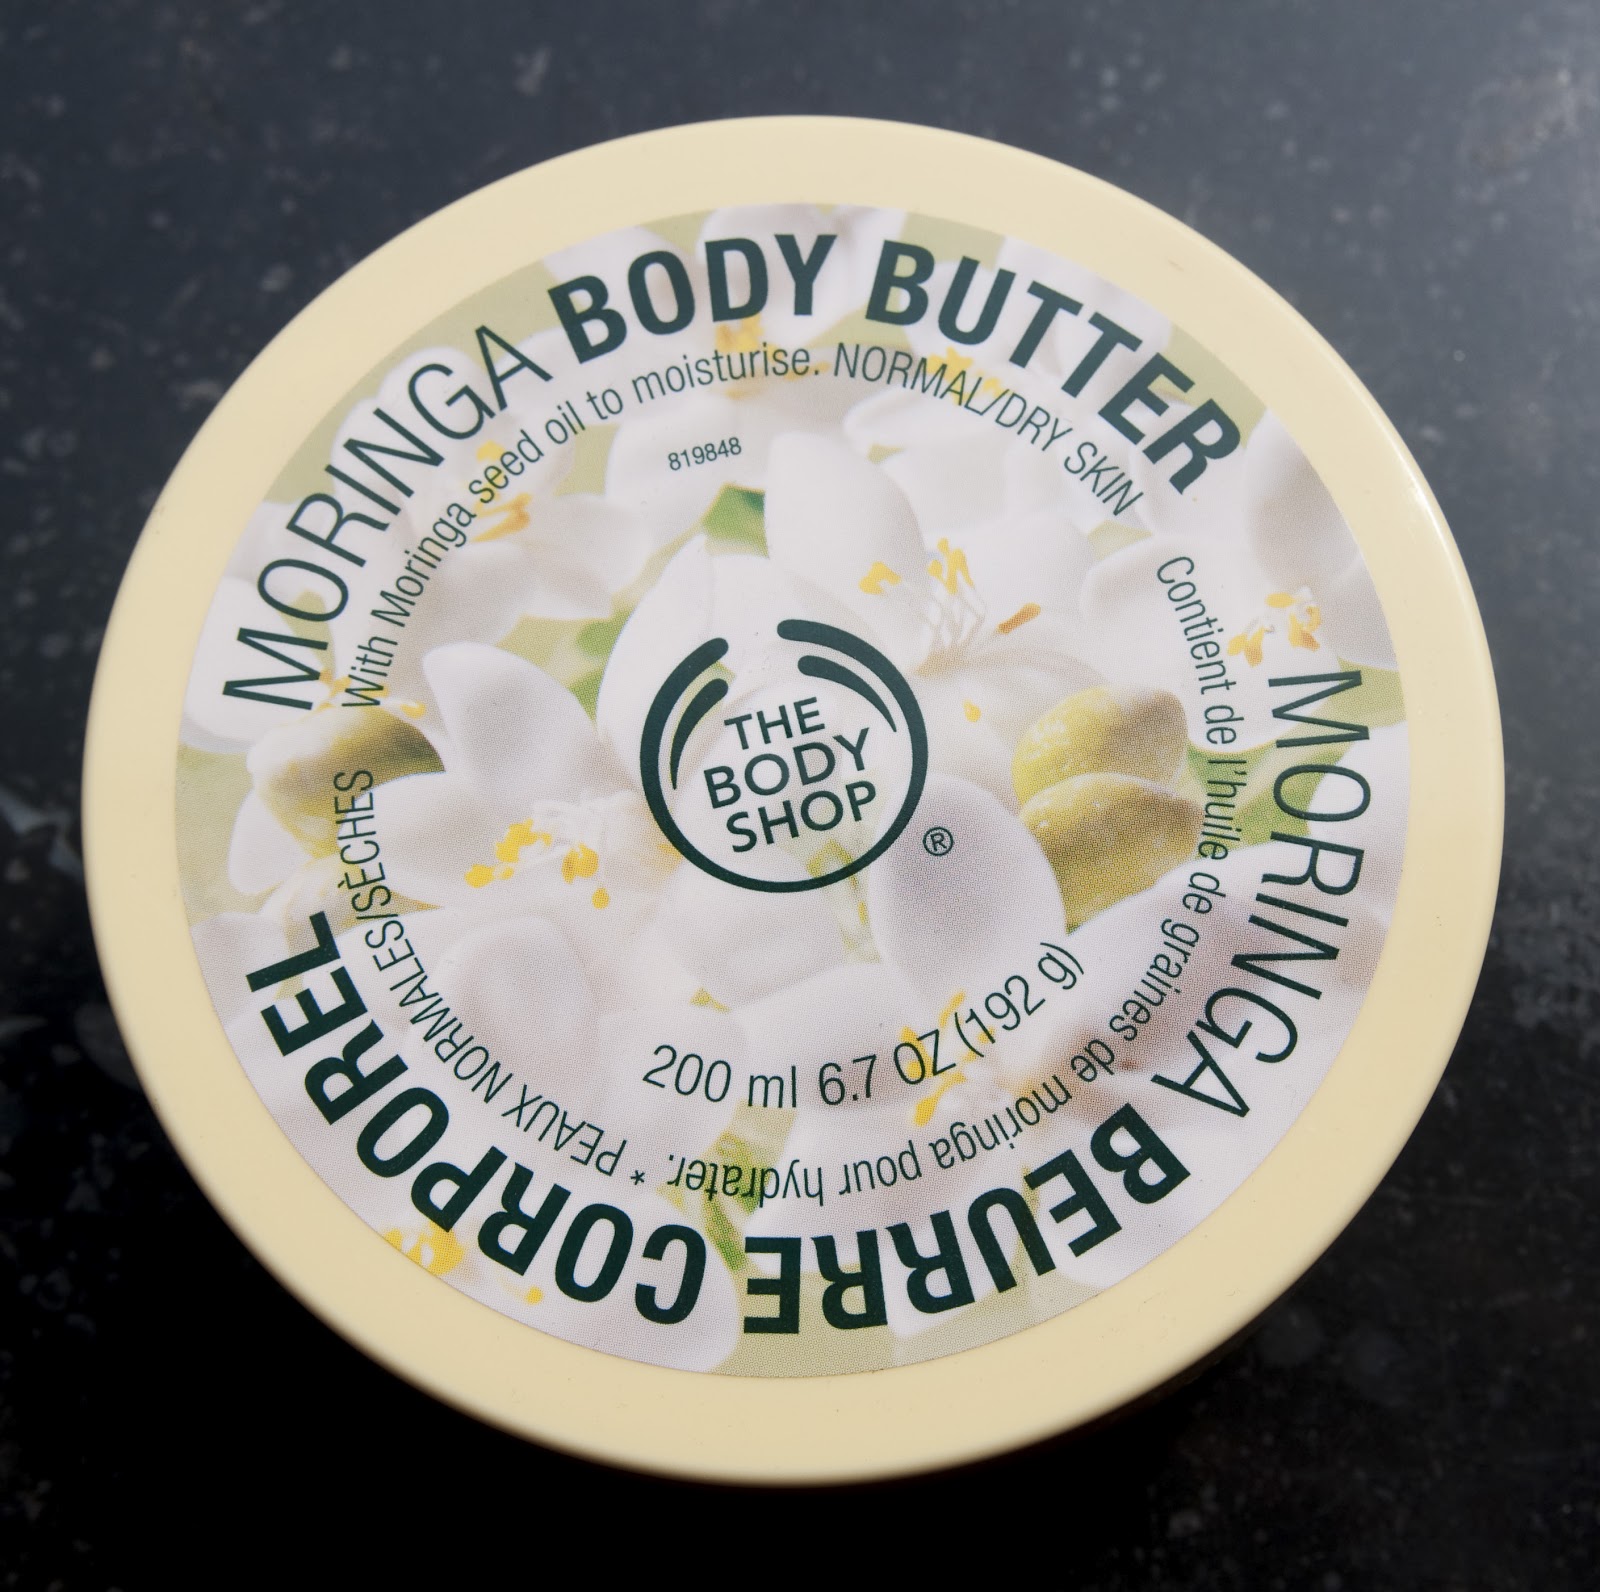 MORINGA BODY BUTTER
With Moringa seed oil to moisturise. NORMAL/DRY SKIN
819848
THE
BODY
SHOP
®
200 ml 6.7 OZ (192 g)
MORINGA BEURRE CORPOREL
Contient de l'huile de graines de moringa pour hydrater. * PEAUX NORMALES/SÈCHES